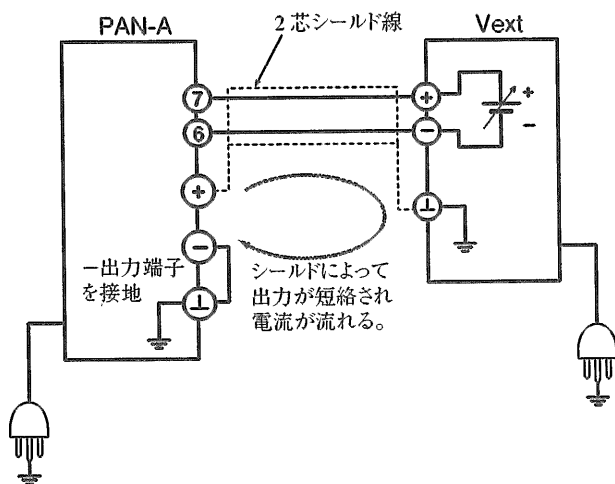 PAN-A
2芯シールド線
Vext
7
+
+
6
−
−
+
⊥
−
−出力端子
を接地
シールドによって
出力が短絡され
電流が流れる。
⊥